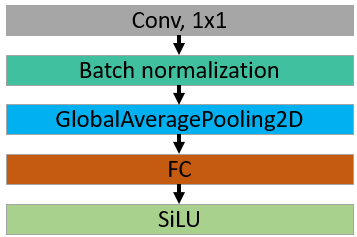 Conv, 1x1
Batch normalization
GlobalAveragePooling2D
FC
SiLU